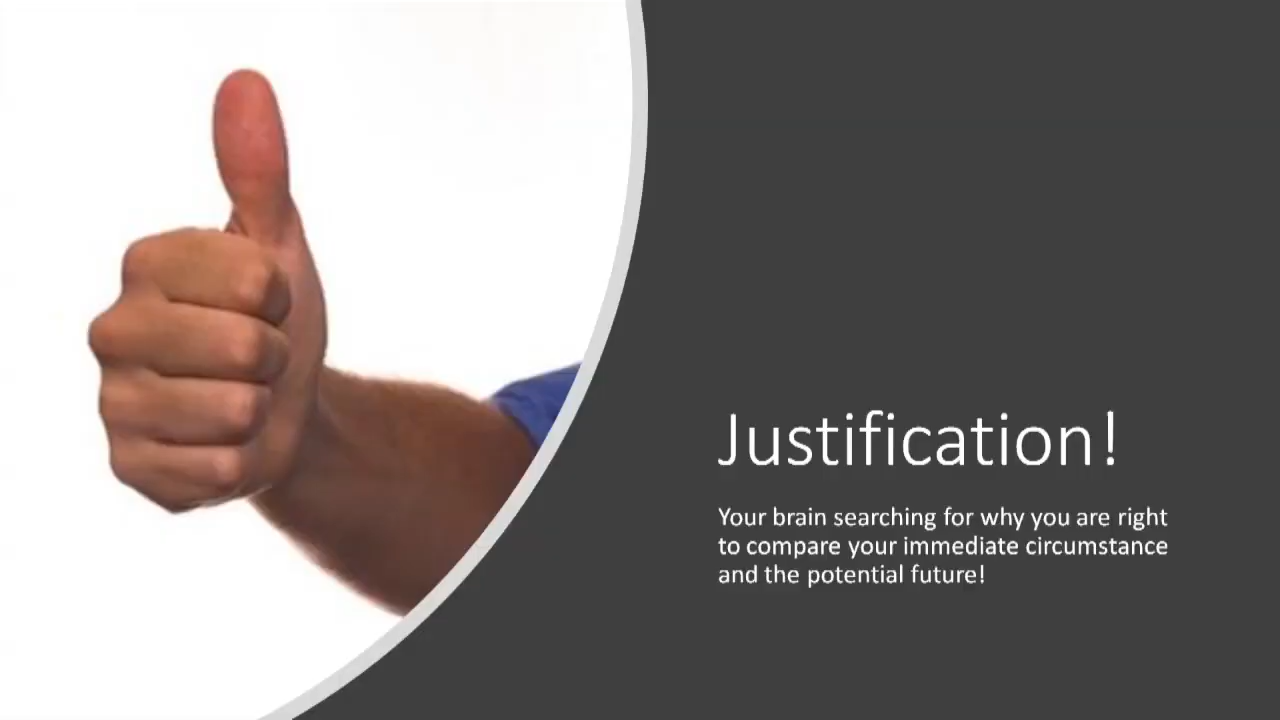 Justification!
Your brain searching for why you are right
to compare your immediate circumstance
and the potential future!